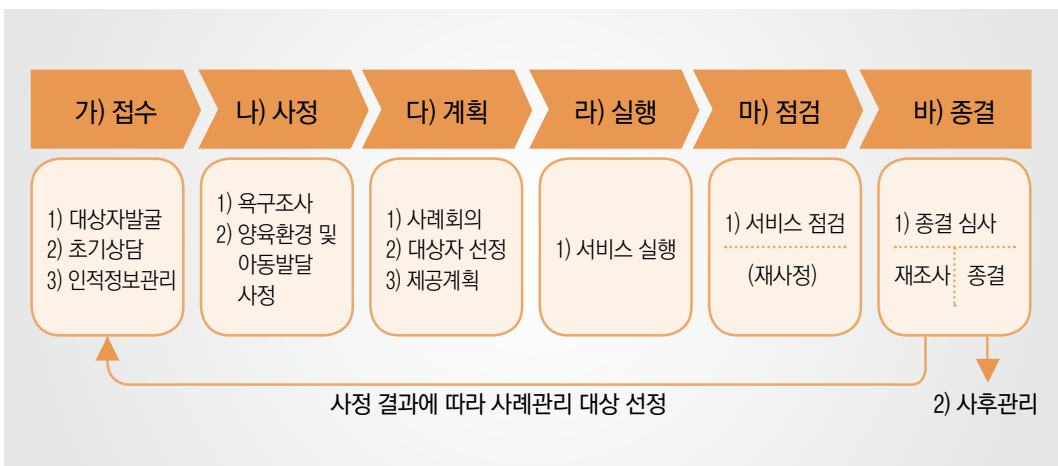 가) 접수
1) 대상자발굴
2) 초기상담
3) 인적정보관리
나) 사정
1) 욕구조사
2) 양육환경 및
아동발달
사정
다) 계획
1) 사례회의
2) 대상자 선정
3) 제공계획
라) 실행
1) 서비스 실행
마) 점검
1) 서비스 점검
(재사정)
바) 종결
1) 종결 심사
재조사 종결
사정 결과에 따라 사례관리 대상 선정
2) 사후관리